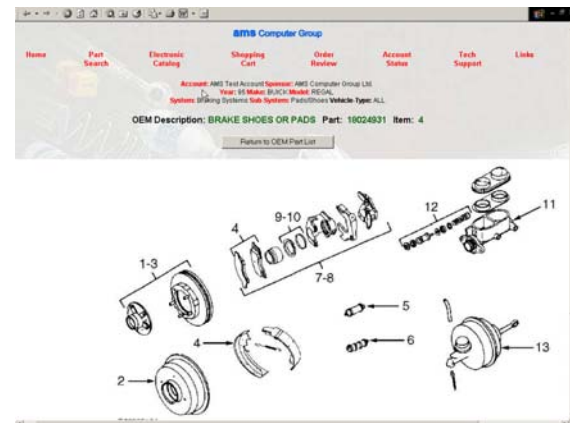 ams Computer Group
Home Part Search Electronic Catalog Shopping Cart Order Review Account Status Tech Support Links
Account: AMS Test Account Sponsor: AMS Computer Group Ltd.
Year: 95 Make: BUICK Model: REGAL
System: Braking Systems Sub-System: Pads/Shoes Vehicle Type: ALL
OEM Description: BRAKE SHOES OR PADS Part: 18024931 Item: 4
Return to OEM Part List
12
11
9-10
4
1-3
7-8
5
4
6
13
2